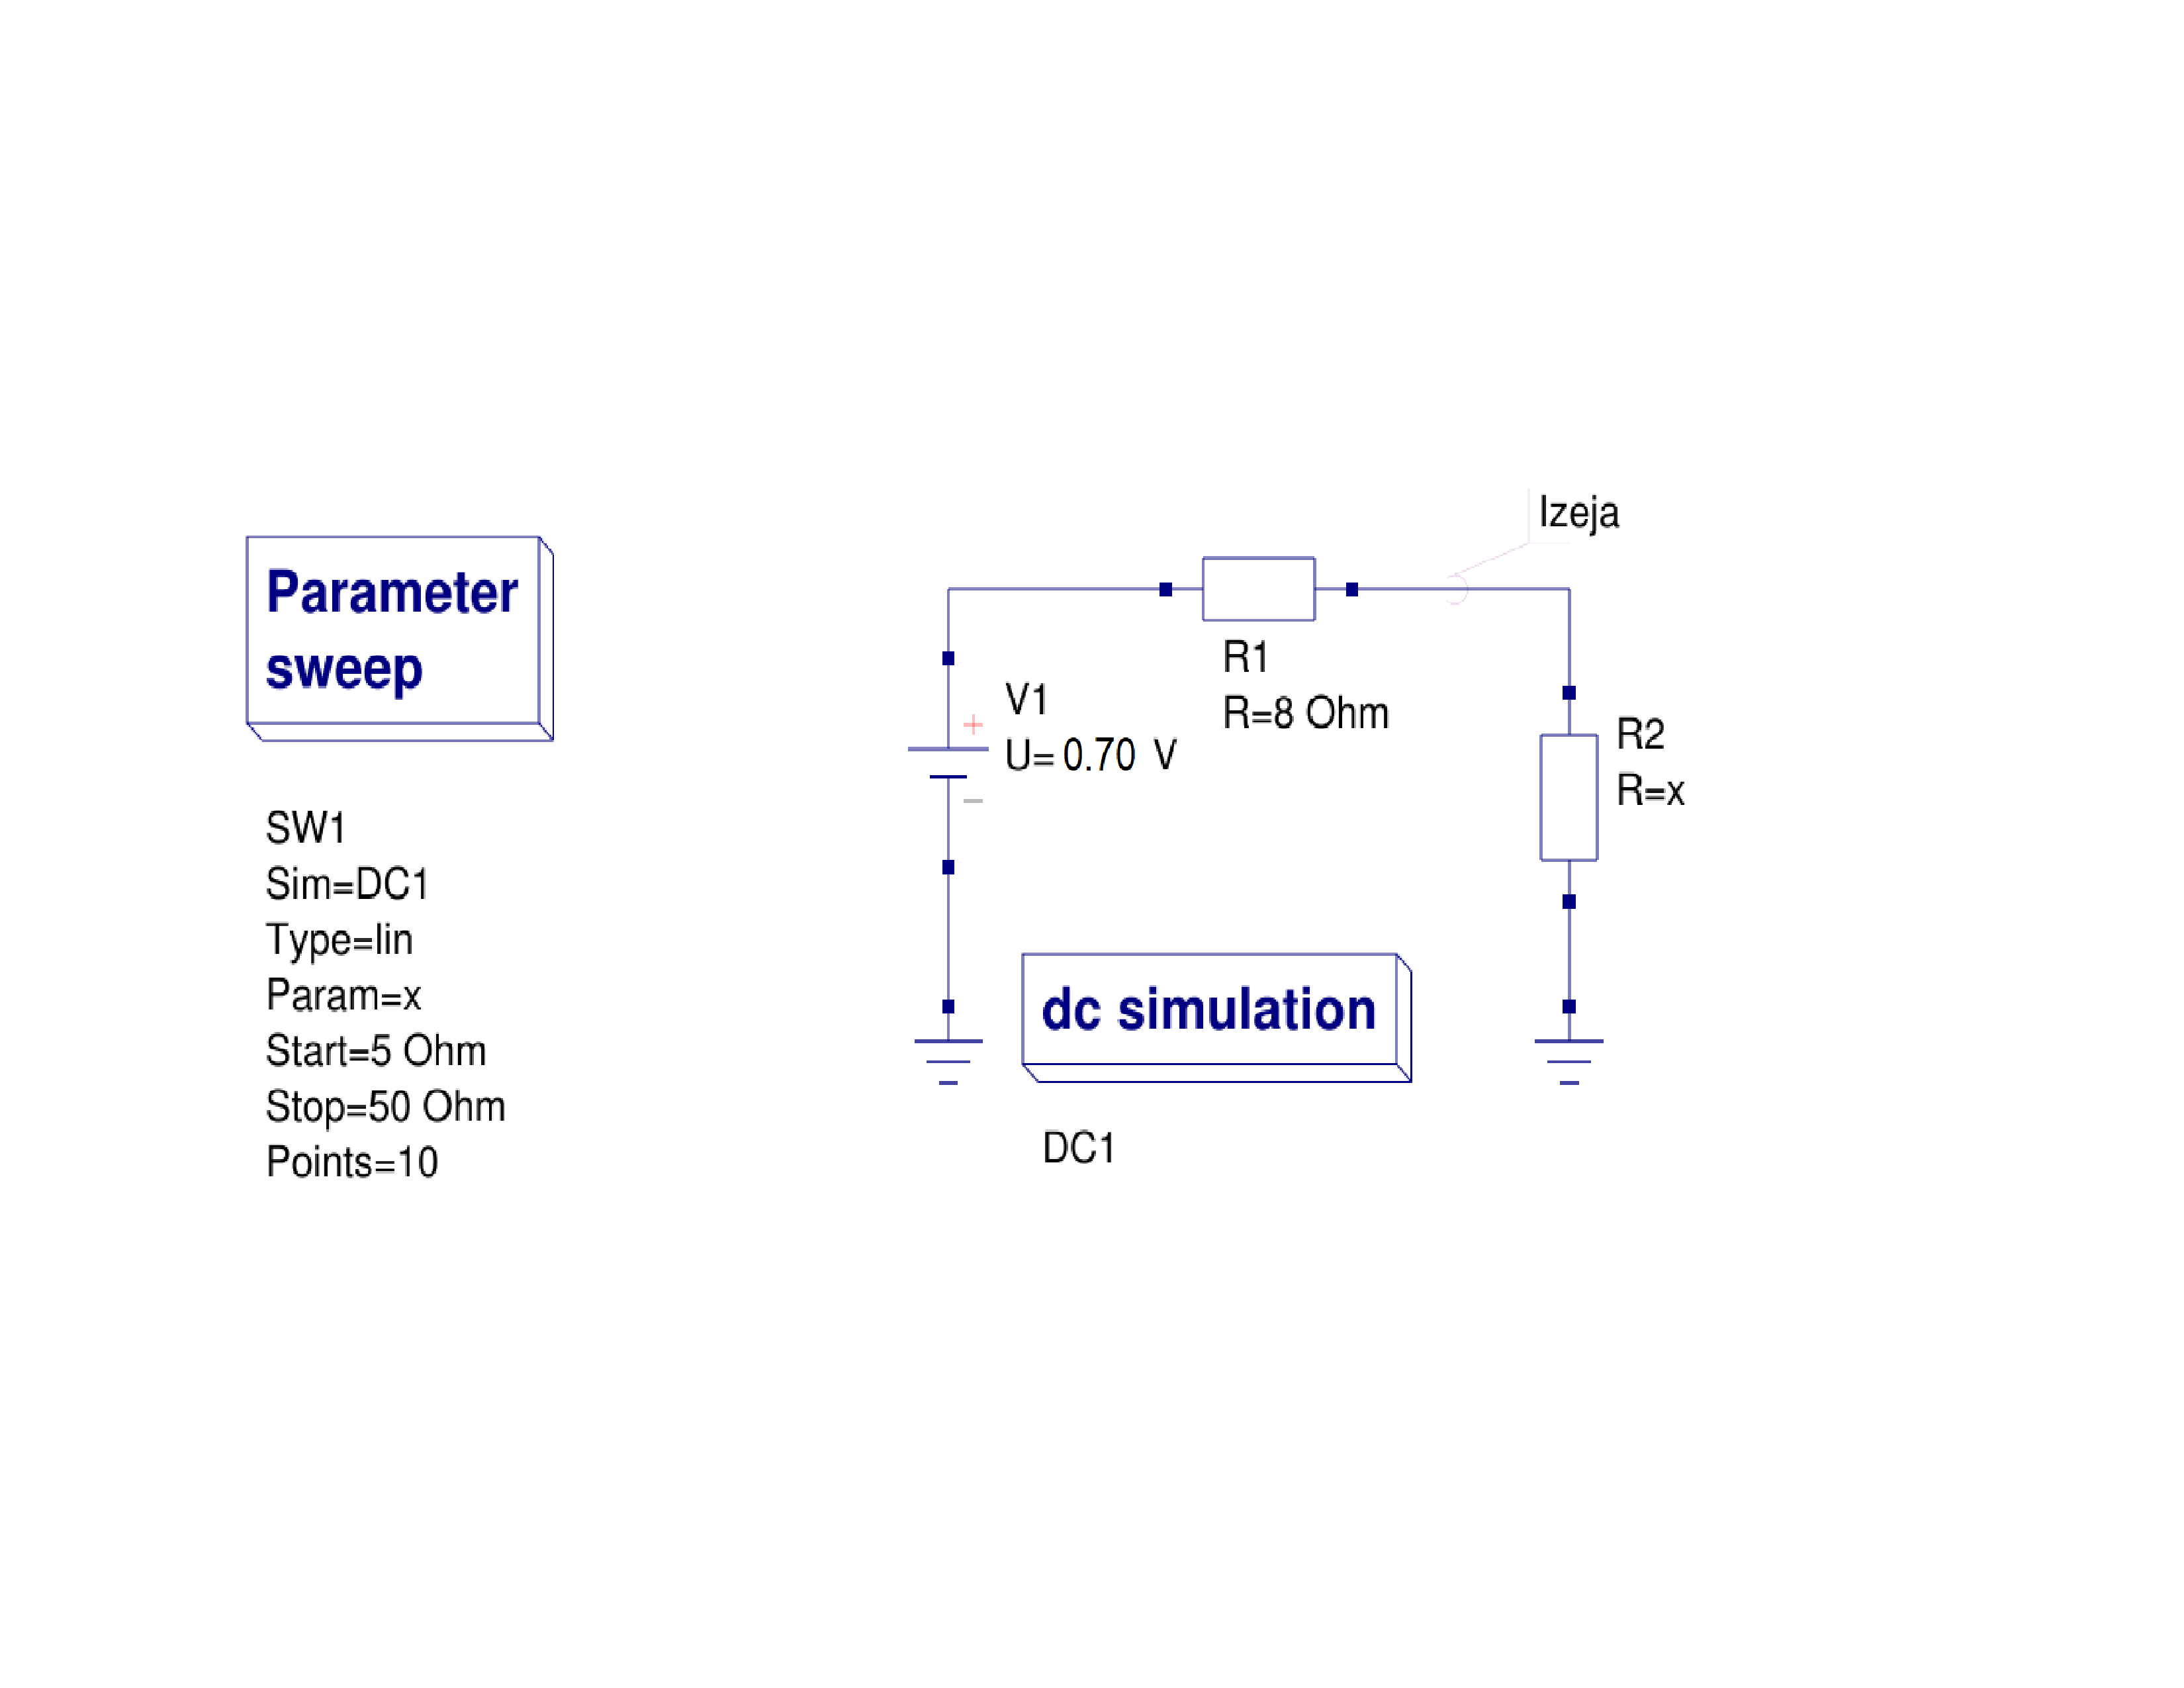 Parameter
sweep
SW1
Sim=DC1
Type=lin
Param=x
Start=5 Ohm
Stop=50 Ohm
Points=10
V1
U= 0.70 V
R1
R=8 Ohm
Izeja
R2
R=x
dc simulation
DC1